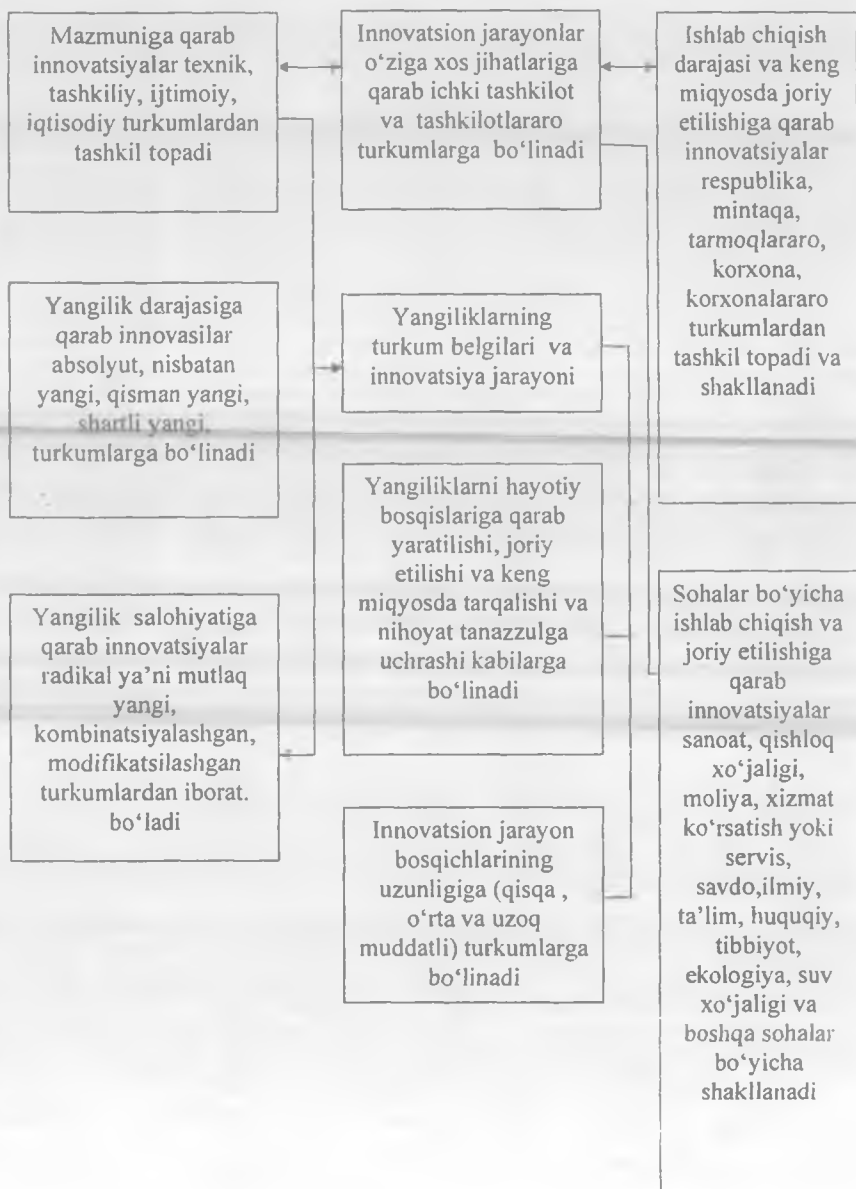 Mazmuniga qarab
innovatsiyalar texnik,
tashkiliy, ijtimoiy,
iqtisodiy turkumlardan
tashkil topadi
Innovatsion jarayonlar
o‘ziga xos jihatlariga
qarab ichki tashkilot
va tashkilotlararo
turkumlarga bo‘linadi
Ishlab chiqish
darajasi va keng
miqyosda joriy
etilishiga qarab
innovatsiyalar
respublika,
mintaqa,
tarmoqlararo,
korxona,
korxonalararo
turkumlardan
tashkil topadi va
shakllanadi
Yangilik darajasiga
qarab innovasilar
absolyut, nisbatan
yangi, qisman yangi,
shartli yangi,
turkumlarga bo‘linadi
Yangiliklarning
turkum belgilari va
innovatsiya jarayoni
Yangiliklarni hayotiy
bosqislariga qarab
yaratilishi, joriy
etilishi va keng
miqyosda tarqalishi va
nihoyat tanazzulga
uchrashi kabilarga
bo‘linadi
Yangilik salohiyatiga
qarab innovatsiyalar
radikal ya’ni mutlaq
yangi,
kombinatsiyalashgan,
modifikatsilashgan
turkumlardan iborat.
bo‘ladi
Innovatsion jarayon
bosqichlarining
uzunligiga (qisqa ,
o‘rta va uzoq
muddatli) turkumlarga
bo‘linadi
Sohalar bo‘yicha
ishlab chiqish va
joriy etilishiga
qarab
innovatsiyalar
sanoat, qishloq
xo‘jaligi,
moliya, xizmat
ko‘rsatish yoki
servis,
savdo,ilmiy,
ta’lim, huquqiy,
tibbiyot,
ekologiya, suv
xo‘jaligi va
boshqa sohalar
bo‘yicha
shakllanadi